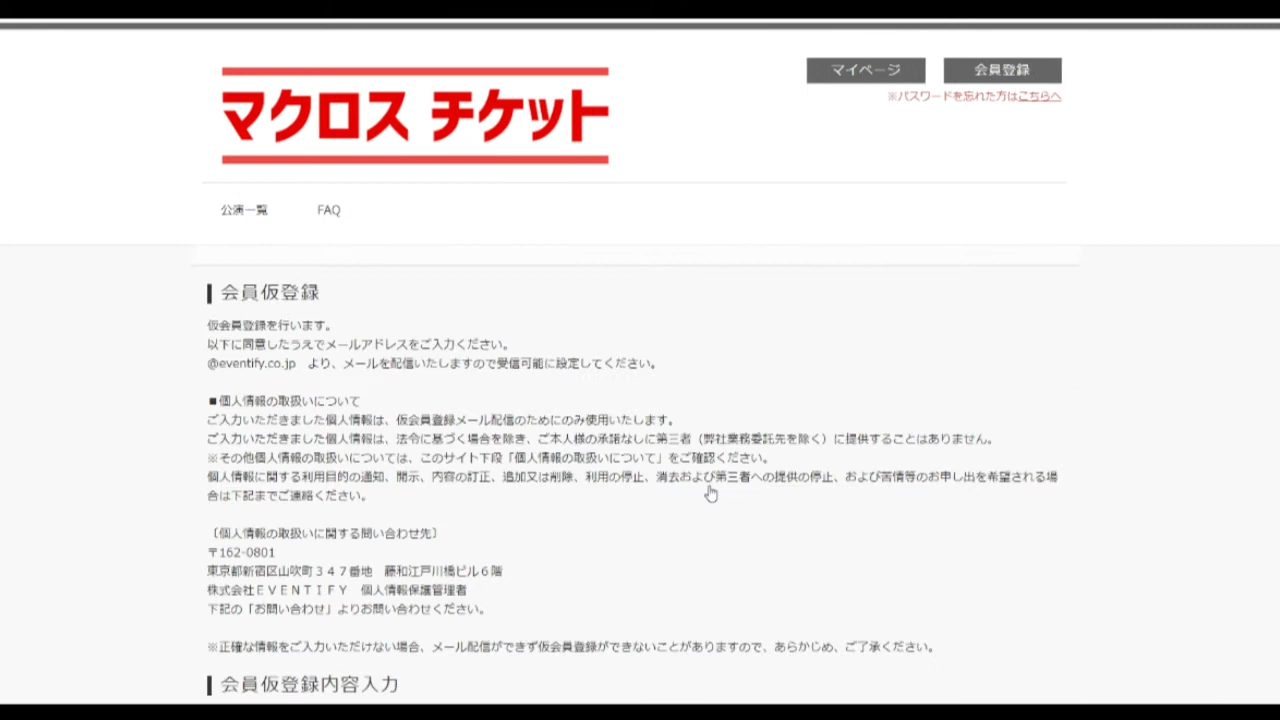 マクロス チケット
マイページ
会員登録
※パスワードを忘れた方はこちらへ
公演一覧
FAQ
会員仮登録
仮会員登録を行います。
以下に同意したうえでメールアドレスをご入力ください。
@eventify.co.jp　より、メールを配信いたしますので受信可能に設定してください。
■個人情報の取扱いについて
ご入力いただきました個人情報は、仮会員登録メール配信のためにのみ使用いたします。
ご入力いただきました個人情報は、法令に基づく場合を除き、ご本人様の承諾なしに第三者（弊社業務委託先を除く）に提供することはありません。
※その他個人情報の取扱いについては、このサイト下段「個人情報の取扱いについて」をご確認ください。
個人情報に関する利用目的の通知、開示、内容の訂正、追加又は削除、利用の停止、消去および第三者への提供の停止、および苦情等のお申し出を希望される場
合は下記までご連絡ください。
〔個人情報の取扱いに関する問い合わせ先〕
〒162-0801
東京都新宿区山吹町３４７番地　藤和江戸川橋ビル６階
株式会社ＥＶＥＮＴＩＦＹ　個人情報保護管理者
下記の「お問い合わせ」よりお問い合わせください。
※正確な情報をご入力いただけない場合、メール配信ができず仮会員登録ができないことがありますので、あらかじめ、ご了承ください。
会員仮登録内容入力